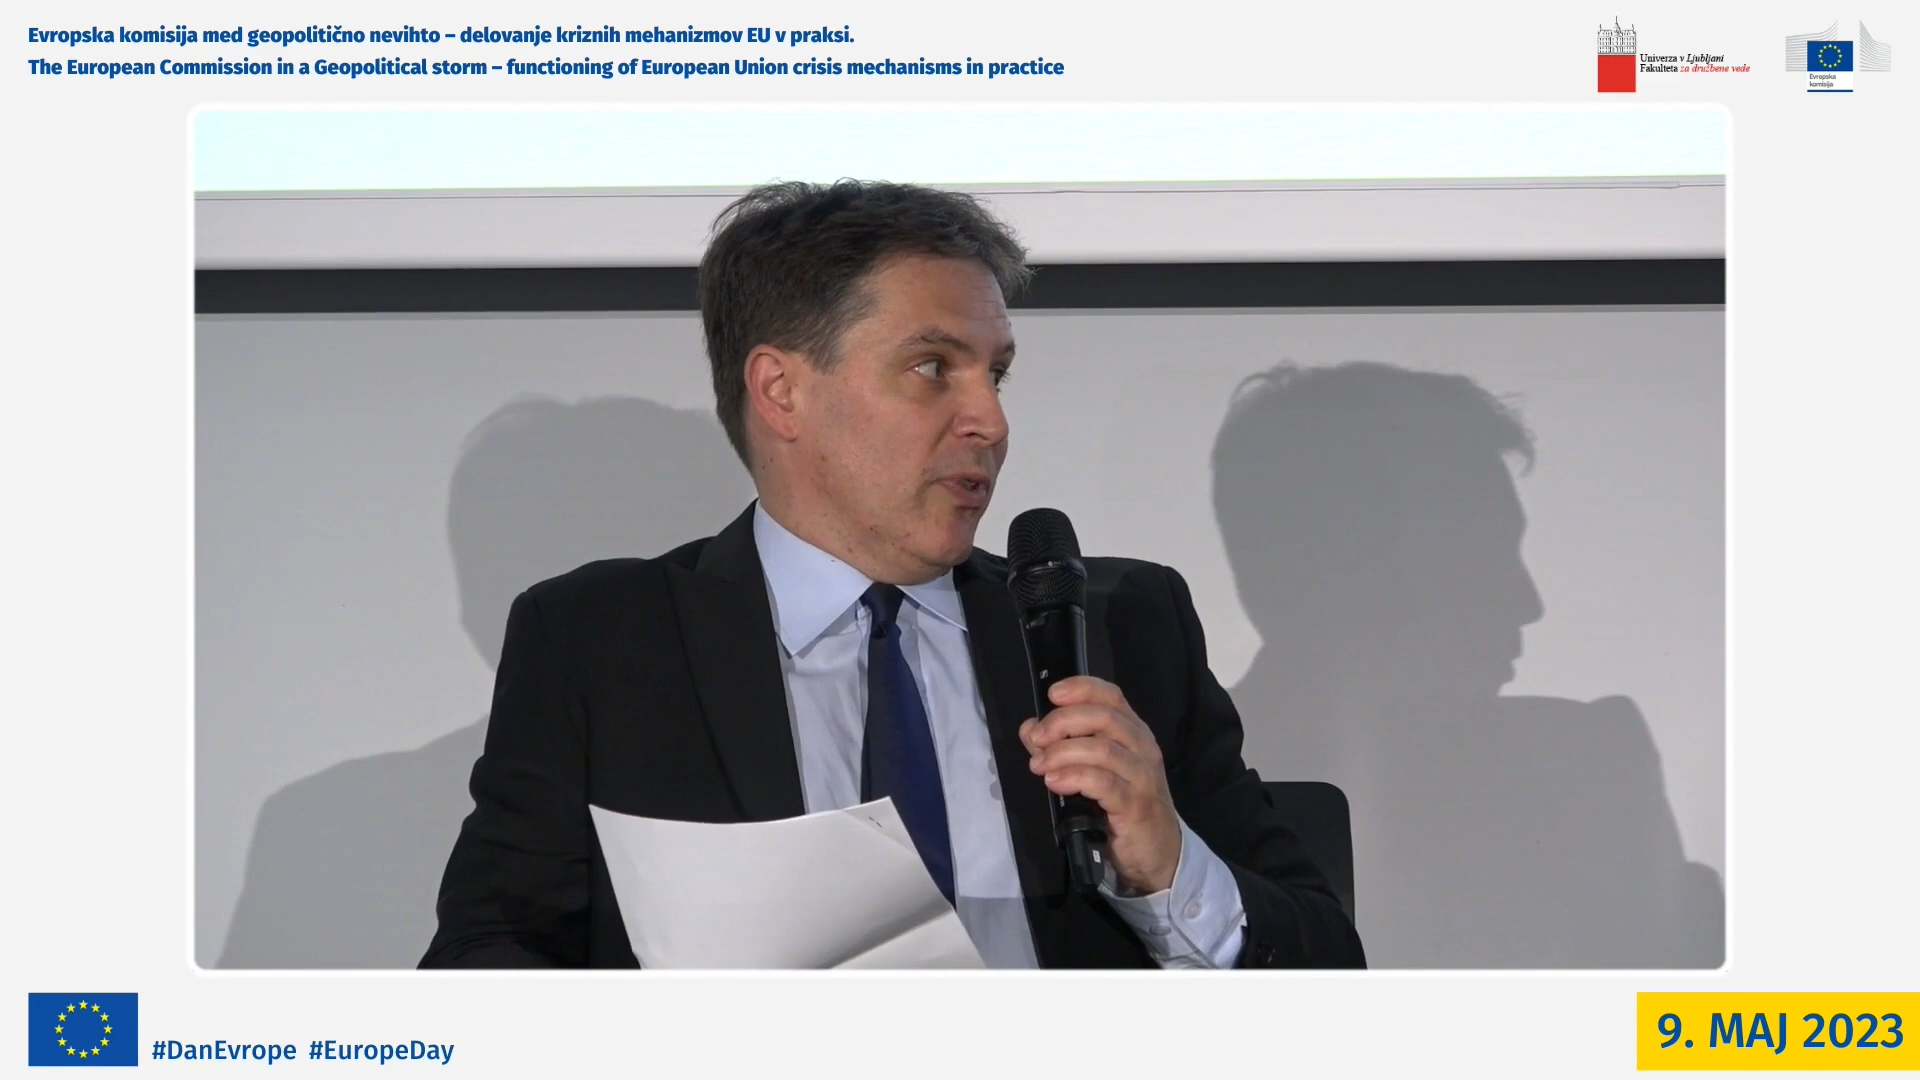 Evropska komisija med geopolitično nevihto – delovanje kriznih mehanizmov EU v praksi.
The European Commission in a Geopolitical storm – functioning of European Union crisis mechanisms in practice
Univerza v Ljubljani
Fakulteta za družbene vede
Evropska
komisija
#DanEvrope #EuropeDay
9. MAJ 2023